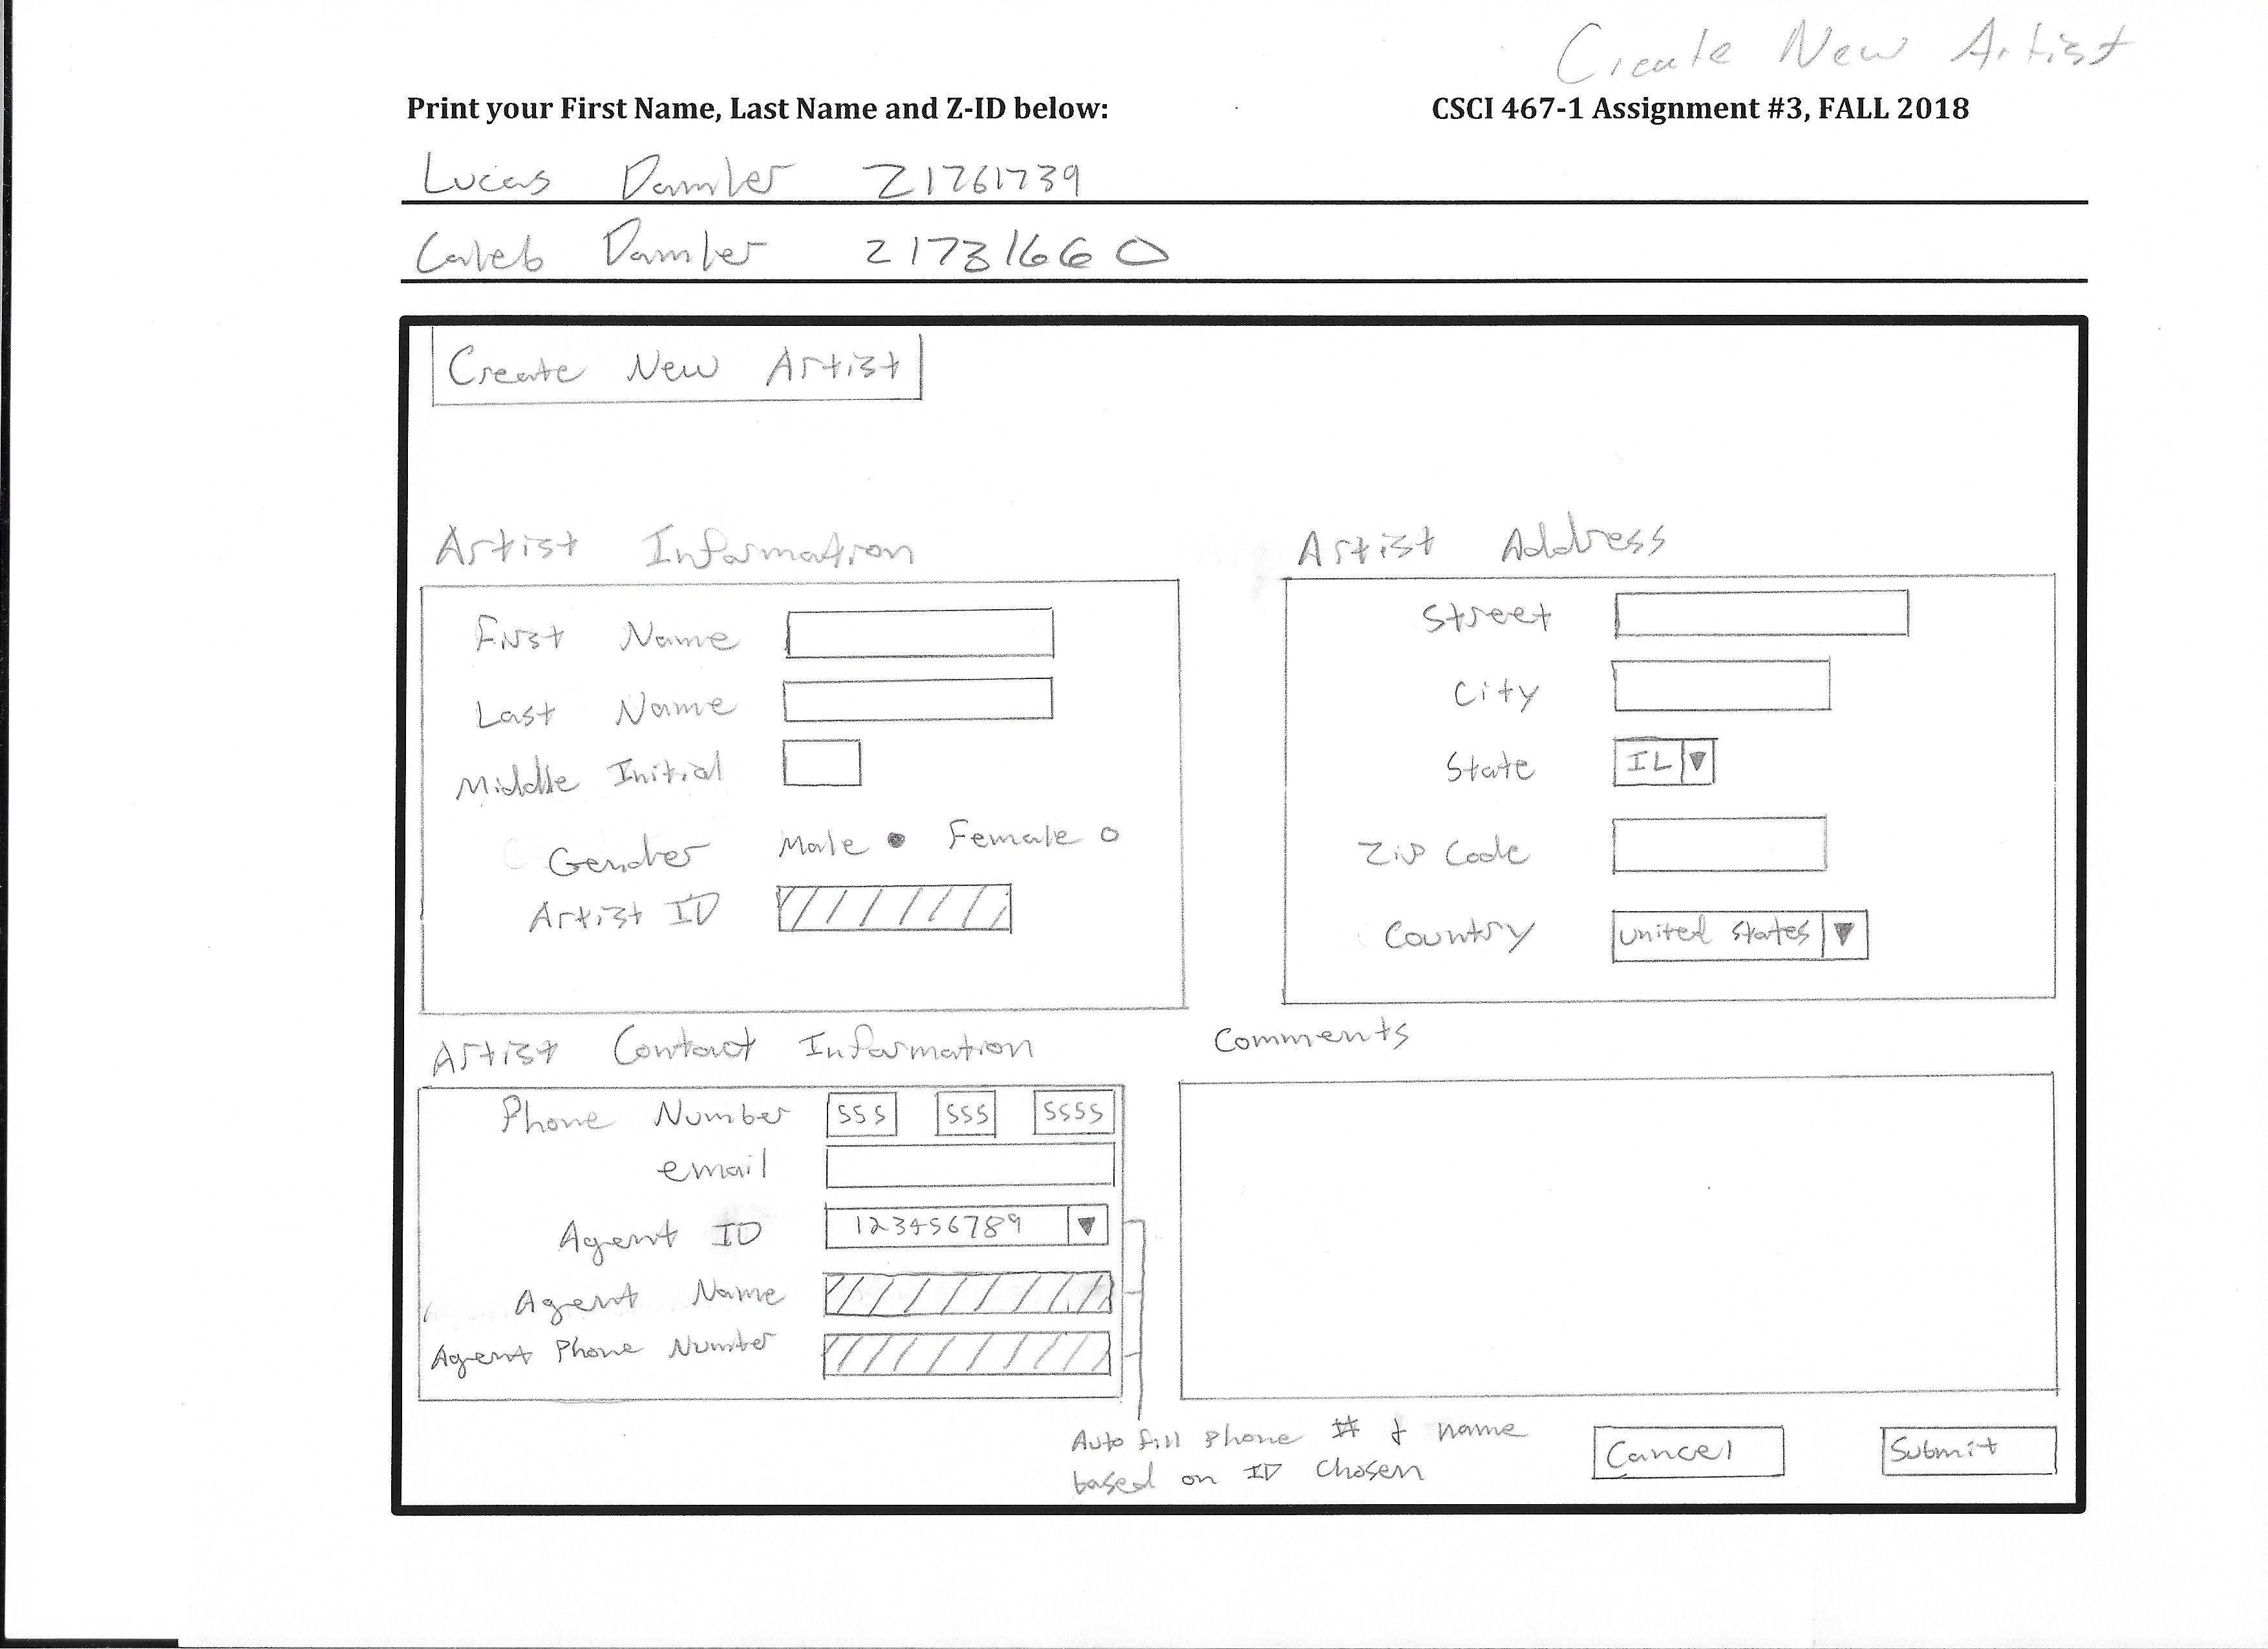 Create New Artist
Print your First Name, Last Name and Z-ID below:
CSCI 467-1 Assignment #3, FALL 2018
Lucas Damler Z1761739
Caleb Damler Z1731660
Create New Artist
Artist Information
First Name
Last Name
Middle Initial
Gender Male Female
Artist ID
Artist Address
Street
City
State IL
Zip Code
Country United States
Artist Contact Information
Phone Number 555 555 5555
email
Agent ID 123456789
Agent Name
Agent Phone Number
Comments
Auto fill phone # & name
based on ID chosen
Cancel
Submit